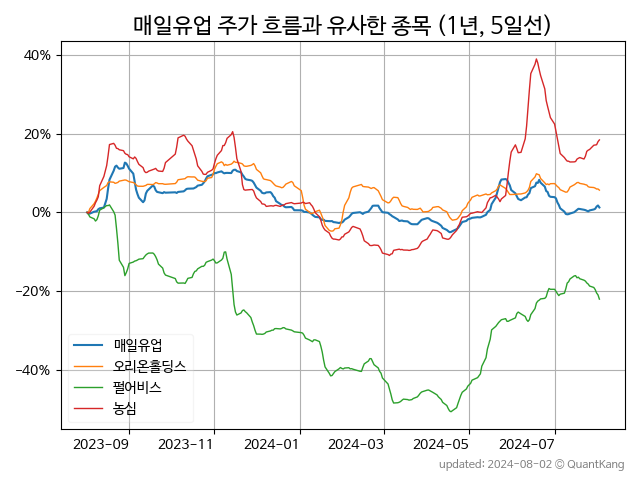 매일유업 주가 흐름과 유사한 종목 (1년, 5일선)
40%
20%
0%
−20%
−40%
매일유업
오리온홀딩스
펄어비스
농심
2023-09
2023-11
2024-01
2024-03
2024-05
2024-07
updated: 2024-08-02 © QuantKang